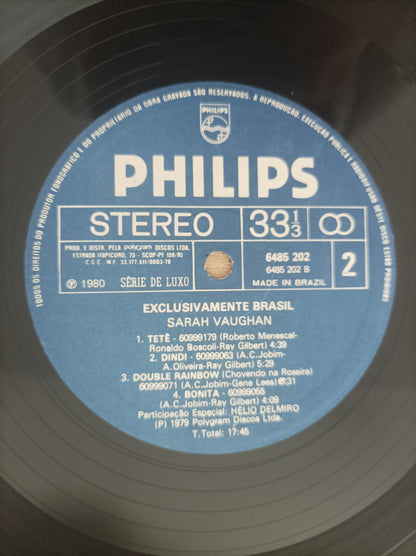 TODOS OS DIREITOS DO PRODUTOR FONOGRÁFICO E DO PROPRIETÁRIO DA OBRA GRAVADA SÃO RESERVADOS. A REPRODUÇÃO, EXECUÇÃO PÚBLICA E RADIODIFUSÃO DESTE DISCO ESTÃO PROIBIDAS
PHILIPS
PHILIPS
STEREO 33 1/3
PROD. E DISTR. PELA polygram DISCOS LTDA.
ESTRADA ITAPICURÚ, 75 - SCDP-PF 159/RJ
C.G.C. M.F. 33.177.411/0003-70
6485 202
6485 202 B
2
Ⓟ 1980 SÉRIE DE LUXO MADE IN BRAZIL
EXCLUSIVAMENTE BRASIL
SARAH VAUGHAN
1. TETÊ - 60999179 (Roberto Menescal-
Ronaldo Boscoli-Ray Gilbert) 4:39
2. DINDI - 60999063 (A.C.Jobim-
A.Oliveira-Ray Gilbert) 5:29
3. DOUBLE RAINBOW (Chovendo na Roseira)
60999071 (A.C.Jobim-Gene Lees) 3:31
4. BONITA - 60999055
(A.C.Jobim-Ray Gilbert) 4:09
Participação Especial: HÉLIO DELMIRO
(P) 1979 Polygram Discos Ltda.
T.Total: 17:45